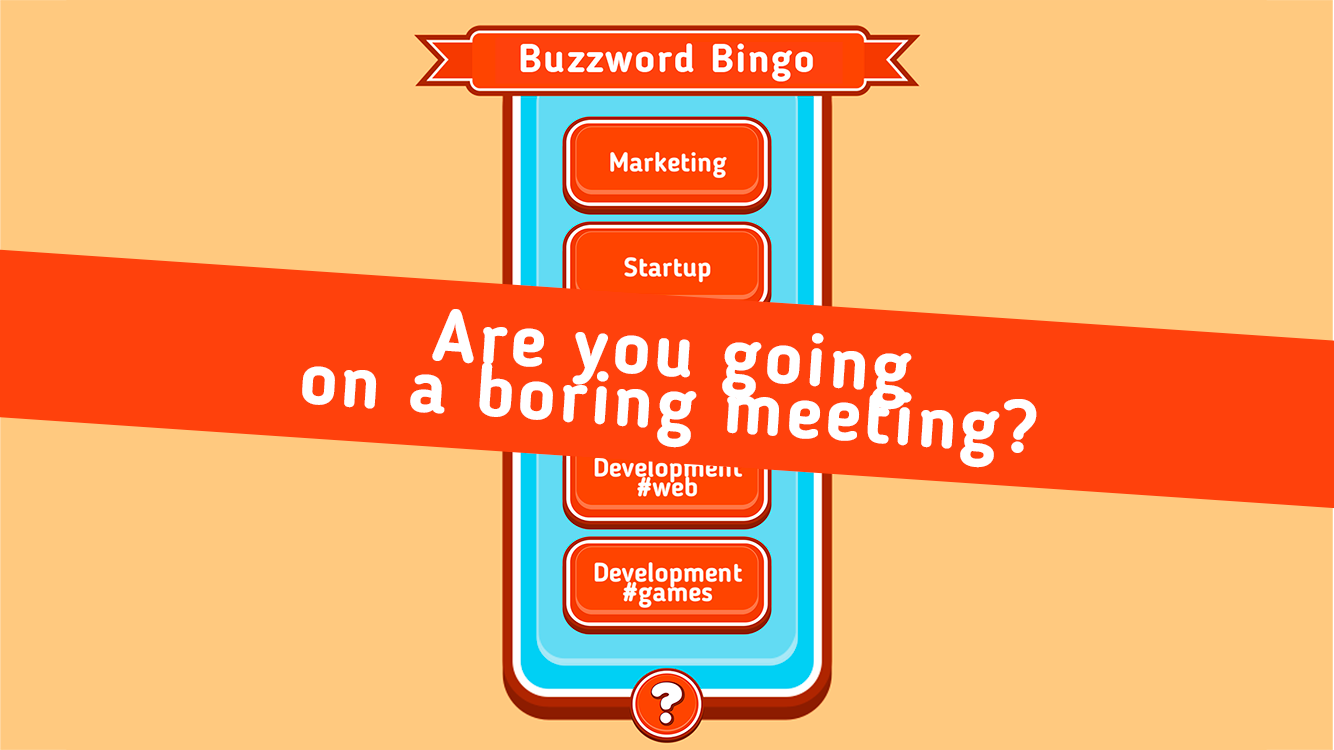 Buzzword Bingo
Marketing
Startup
Are you going
on a boring meeting?
Development
#web
Development
#games
?